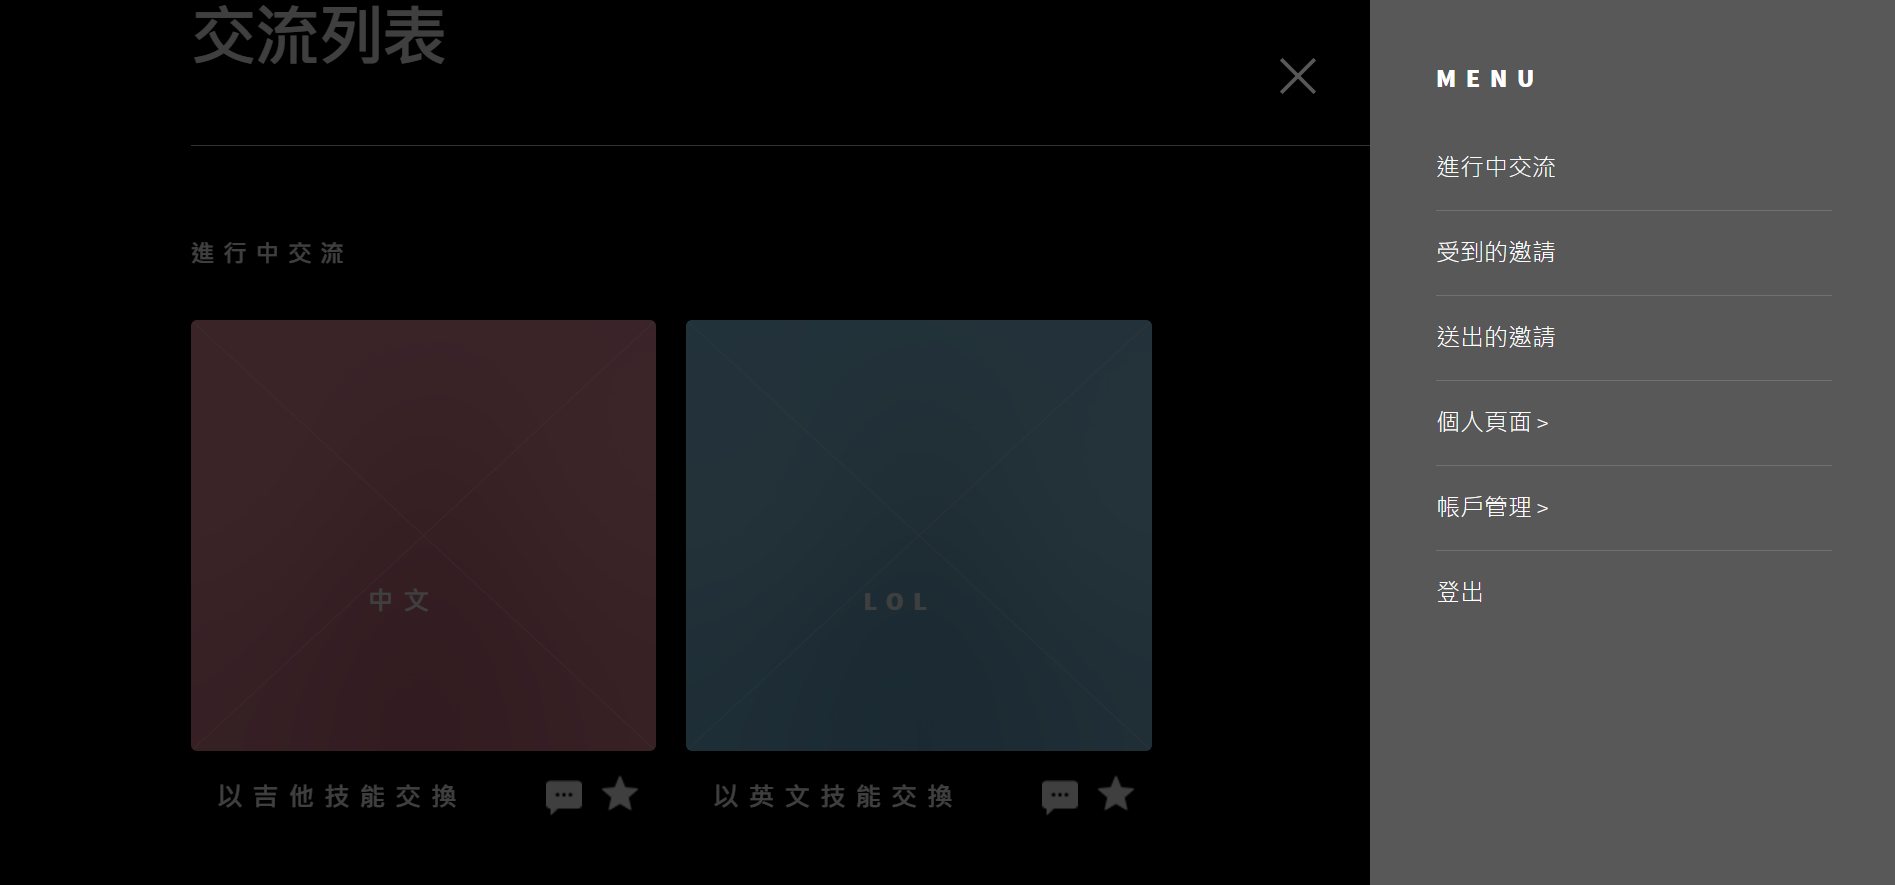 交流列表
進行中交流
中文
LOL
以吉他技能交換
以英文技能交換
MENU
進行中交流
受到的邀請
送出的邀請
個人頁面 >
帳戶管理 >
登出